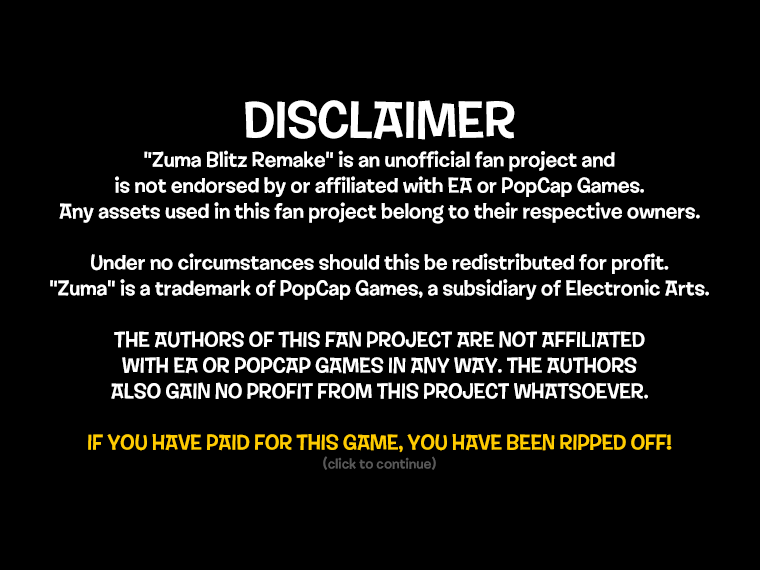 DISCLAIMER
"Zuma Blitz Remake" is an unofficial fan project and
is not endorsed by or affiliated with EA or PopCap Games.
Any assets used in this fan project belong to their respective owners.
Under no circumstances should this be redistributed for profit.
"Zuma" is a trademark of PopCap Games, a subsidiary of Electronic Arts.
THE AUTHORS OF THIS FAN PROJECT ARE NOT AFFILIATED
WITH EA OR POPCAP GAMES IN ANY WAY. THE AUTHORS
ALSO GAIN NO PROFIT FROM THIS PROJECT WHATSOEVER.
IF YOU HAVE PAID FOR THIS GAME, YOU HAVE BEEN RIPPED OFF!
(click to continue)